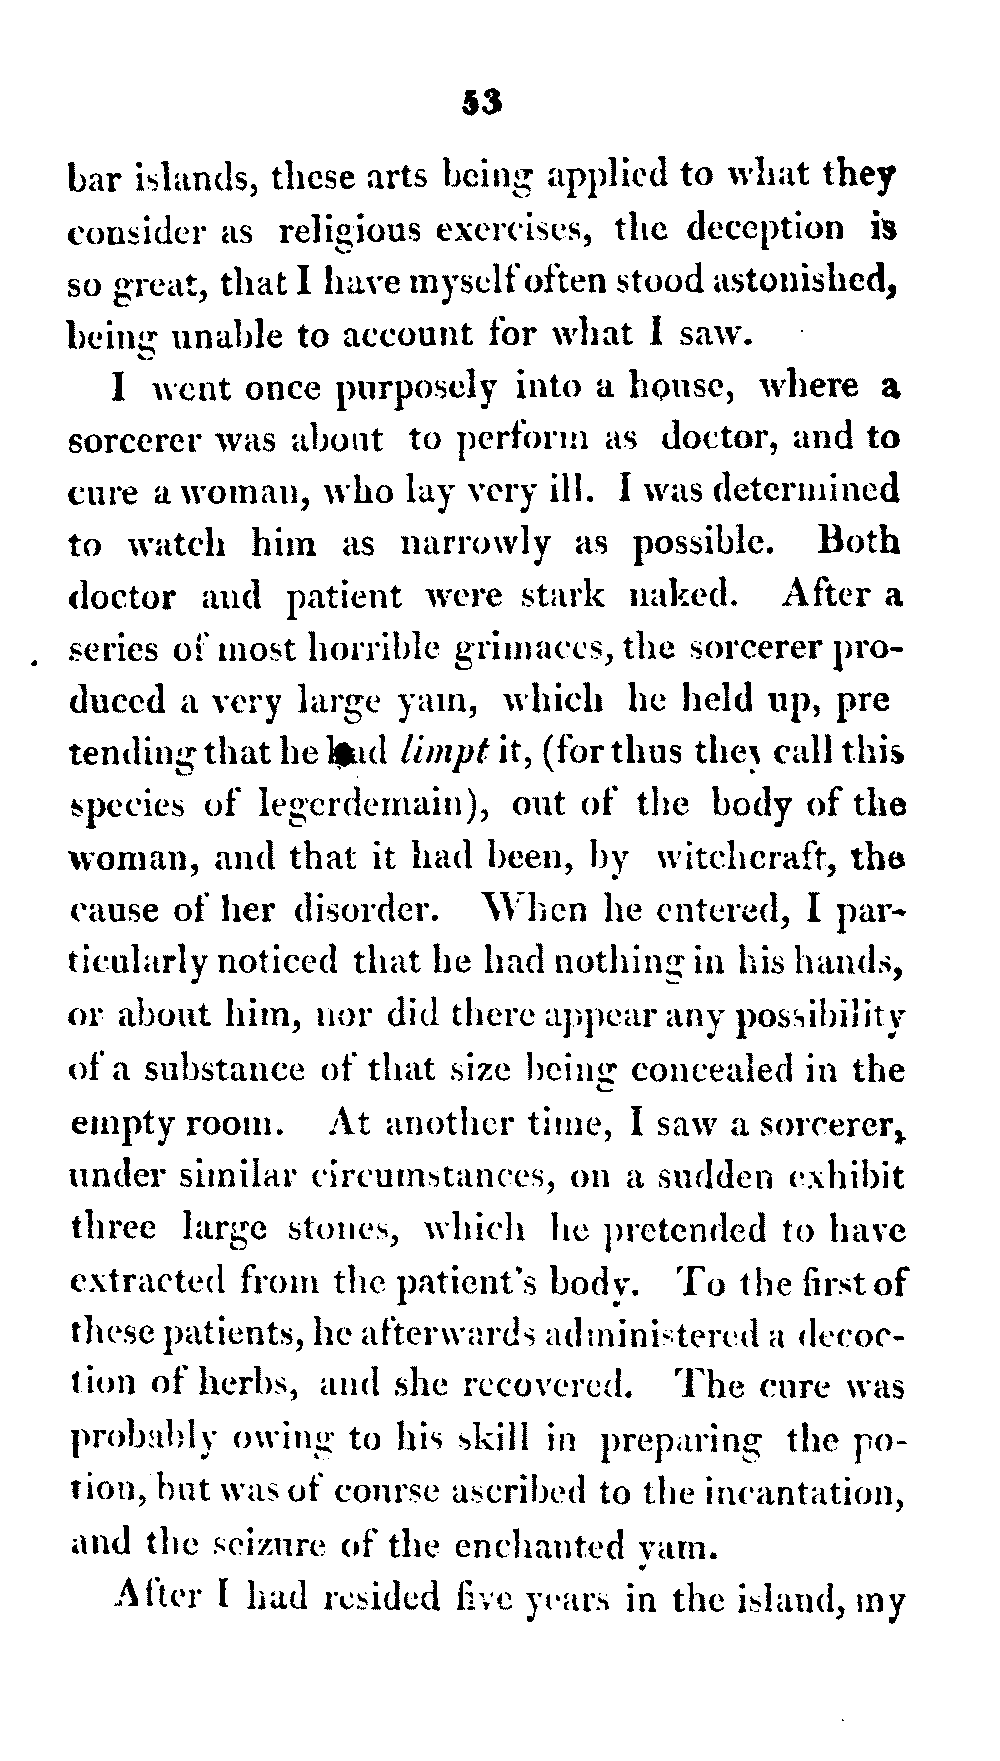 53
bar islands, these arts being applied to what they
consider as religious exercises, the deception is
so great, that I have myself often stood astonished,
being unable to account for what I saw.
I went once purposely into a house, where a
sorcerer was about to perform as doctor, and to
cure a woman, who lay very ill. I was determined
to watch him as narrowly as possible. Both
doctor and patient were stark naked. After a
series of most horrible grimaces, the sorcerer pro-
duced a very large yam, which he held up, pre
tending that he had limpt it, (for thus they call this
species of legerdemain), out of the body of the
woman, and that it had been, by witchcraft, the
cause of her disorder. When he entered, I par-
ticularly noticed that he had nothing in his hands,
or about him, nor did there appear any possibility
of a substance of that size being concealed in the
empty room. At another time, I saw a sorcerer,
under similar circumstances, on a sudden exhibit
three large stones, which he pretended to have
extracted from the patient's body. To the first of
these patients, he afterwards administered a decoc-
tion of herbs, and she recovered. The cure was
probably owing to his skill in preparing the po-
tion, but was of course ascribed to the incantation,
and the seizure of the enchanted yam.
After I had resided five years in the island, my